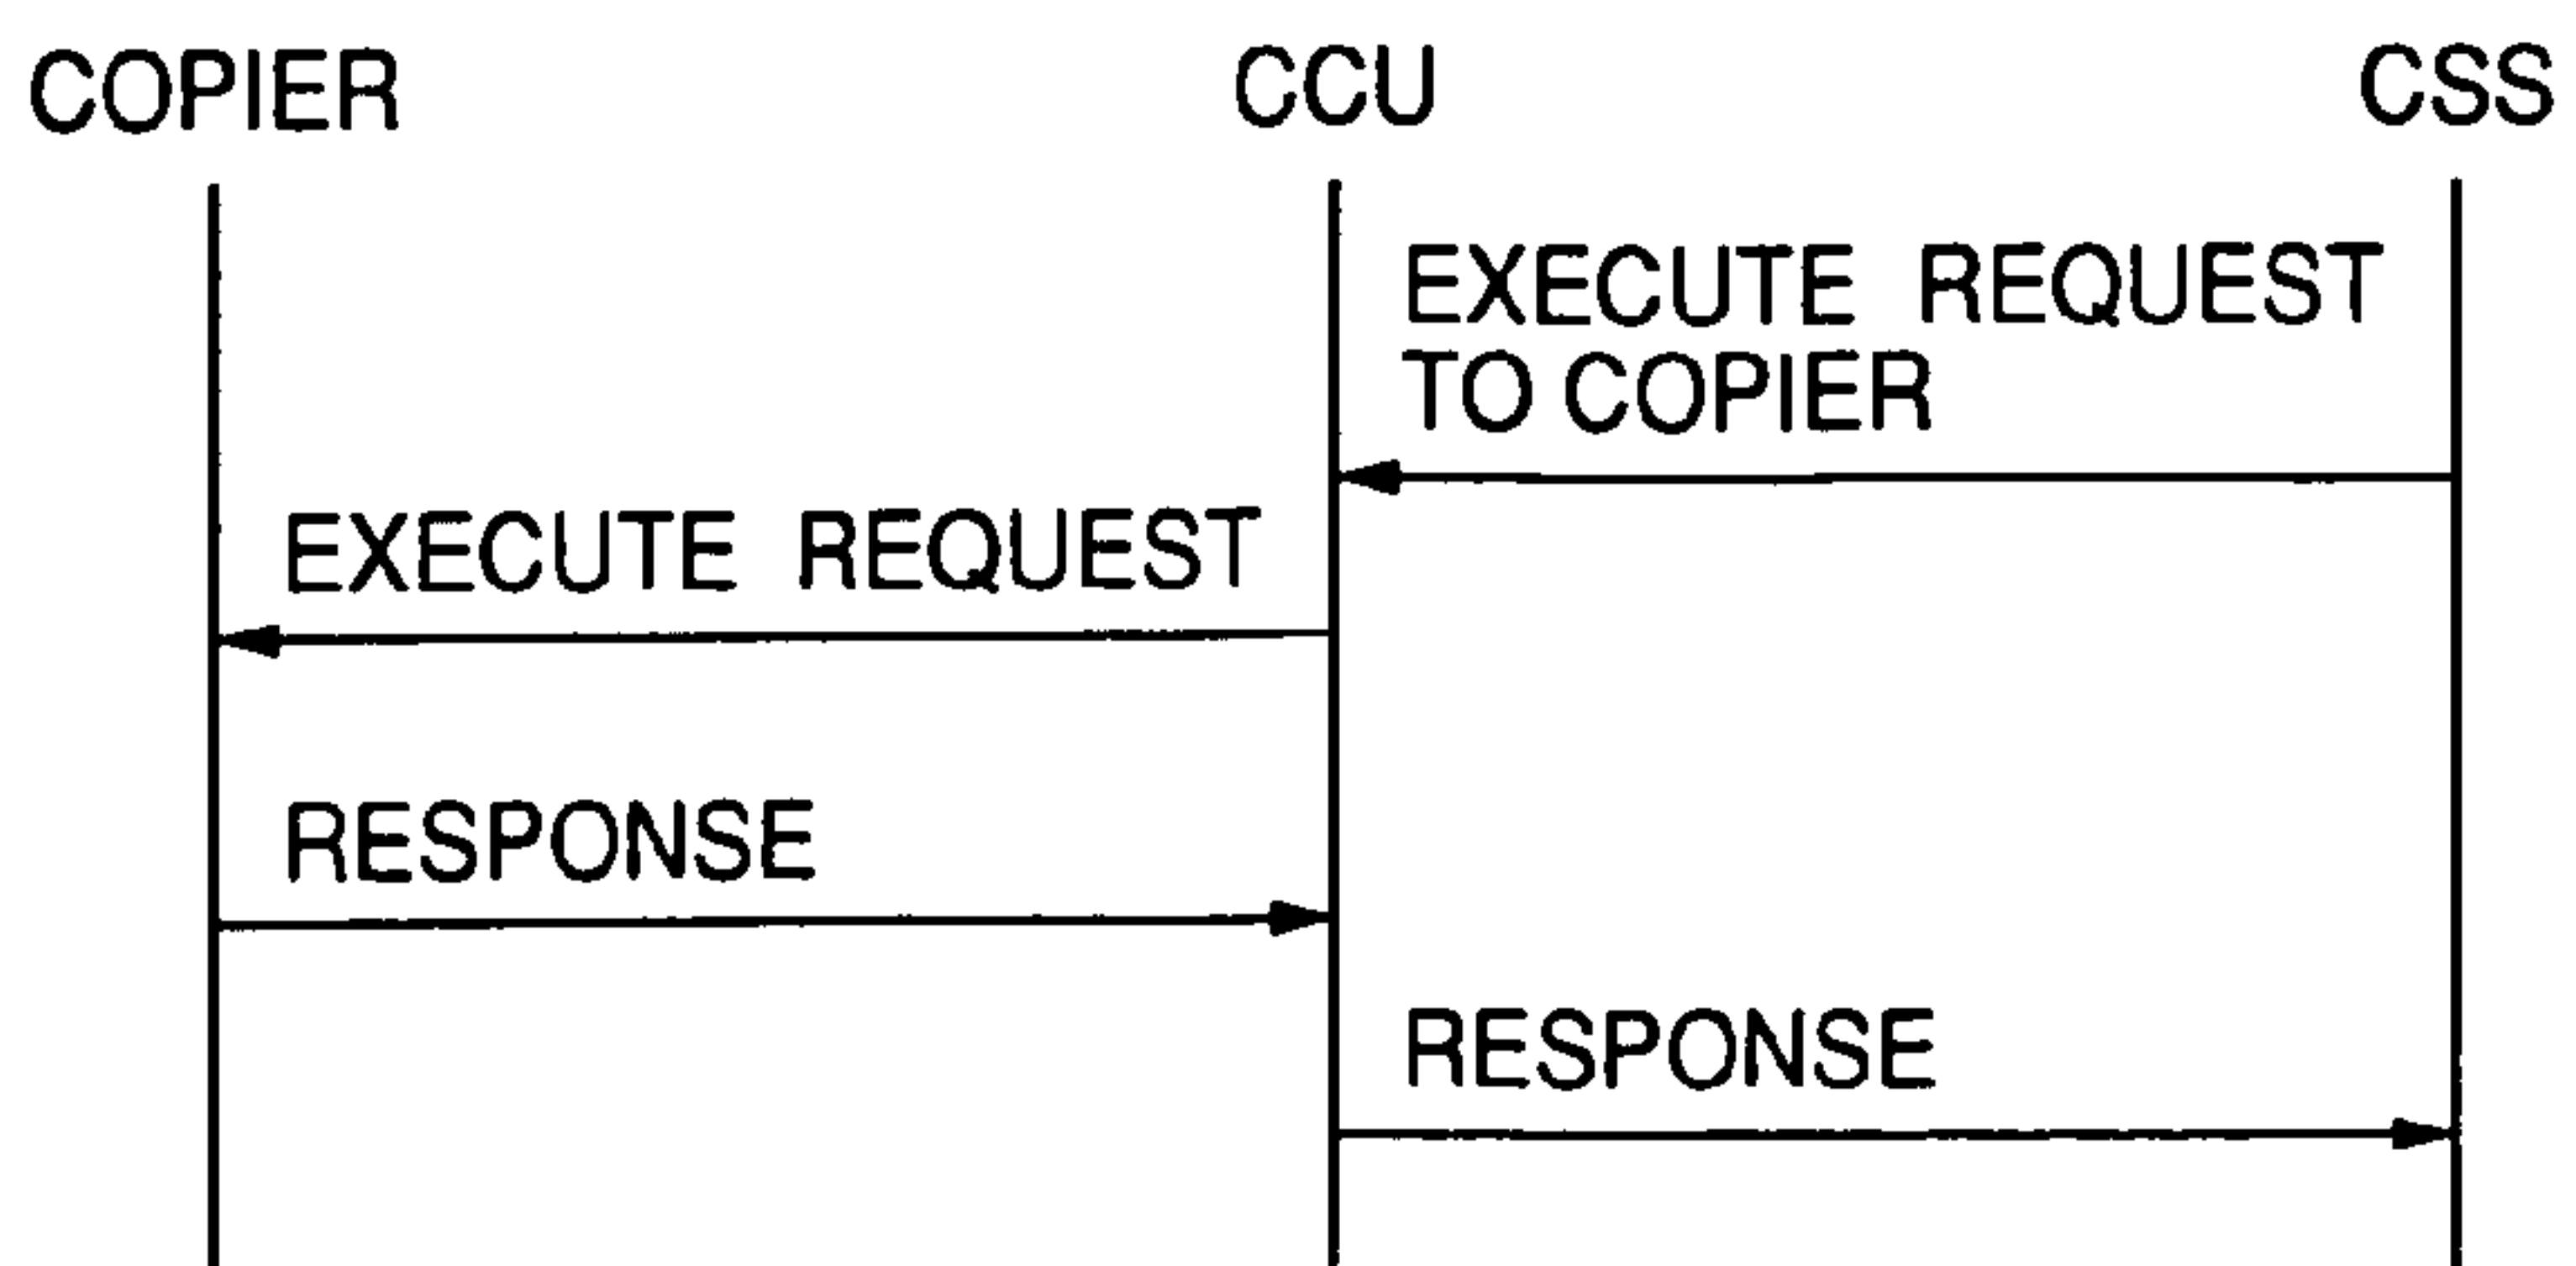 COPIER
CCU
CSS
EXECUTE REQUEST
TO COPIER
EXECUTE REQUEST
RESPONSE
RESPONSE